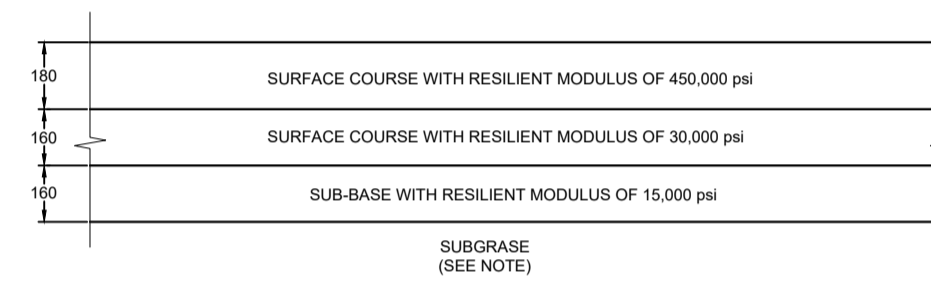 180
SURFACE COURSE WITH RESILIENT MODULUS OF 450,000 psi
160
SURFACE COURSE WITH RESILIENT MODULUS OF 30,000 psi
160
SUB-BASE WITH RESILIENT MODULUS OF 15,000 psi
SUBGRASE
(SEE NOTE)